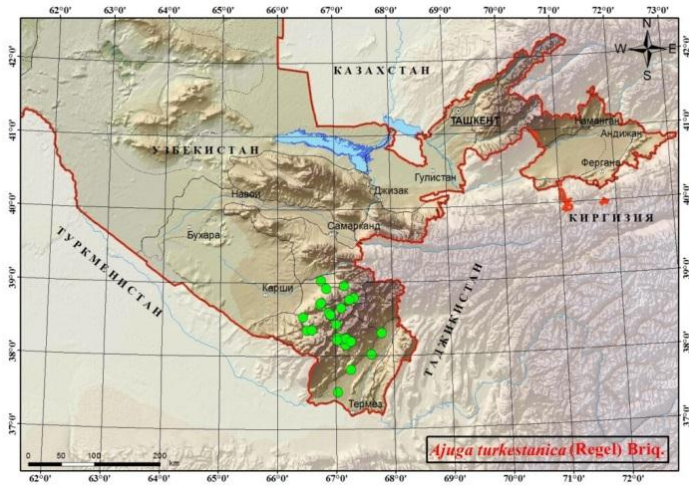 62°0' 63°0' 64°0' 65°0' 66°0' 67°0' 68°0' 69°0' 70°0' 71°0' 72°0'
N
W E
S
42°0' 42°0'
КАЗАХСТАН
ТАШКЕНТ
Наманган
41°0' 41°0'
Андижан
УЗБЕКИСТАН
Фергана
Гулистан
Джизак
Навои
40°0' 40°0'
КИРГИЗИЯ
Самарканд
Бухара
ТУРКМЕНИСТАН
39°0' 39°0'
Карши
ТАДЖИКИСТАН
38°0' 38°0'
Термез
37°0' 37°0'
Ajuga turkestanica (Regel) Briq.
0 50 100 200
km
62°0' 63°0' 64°0' 65°0' 66°0' 67°0' 68°0' 69°0' 70°0' 71°0' 72°0'